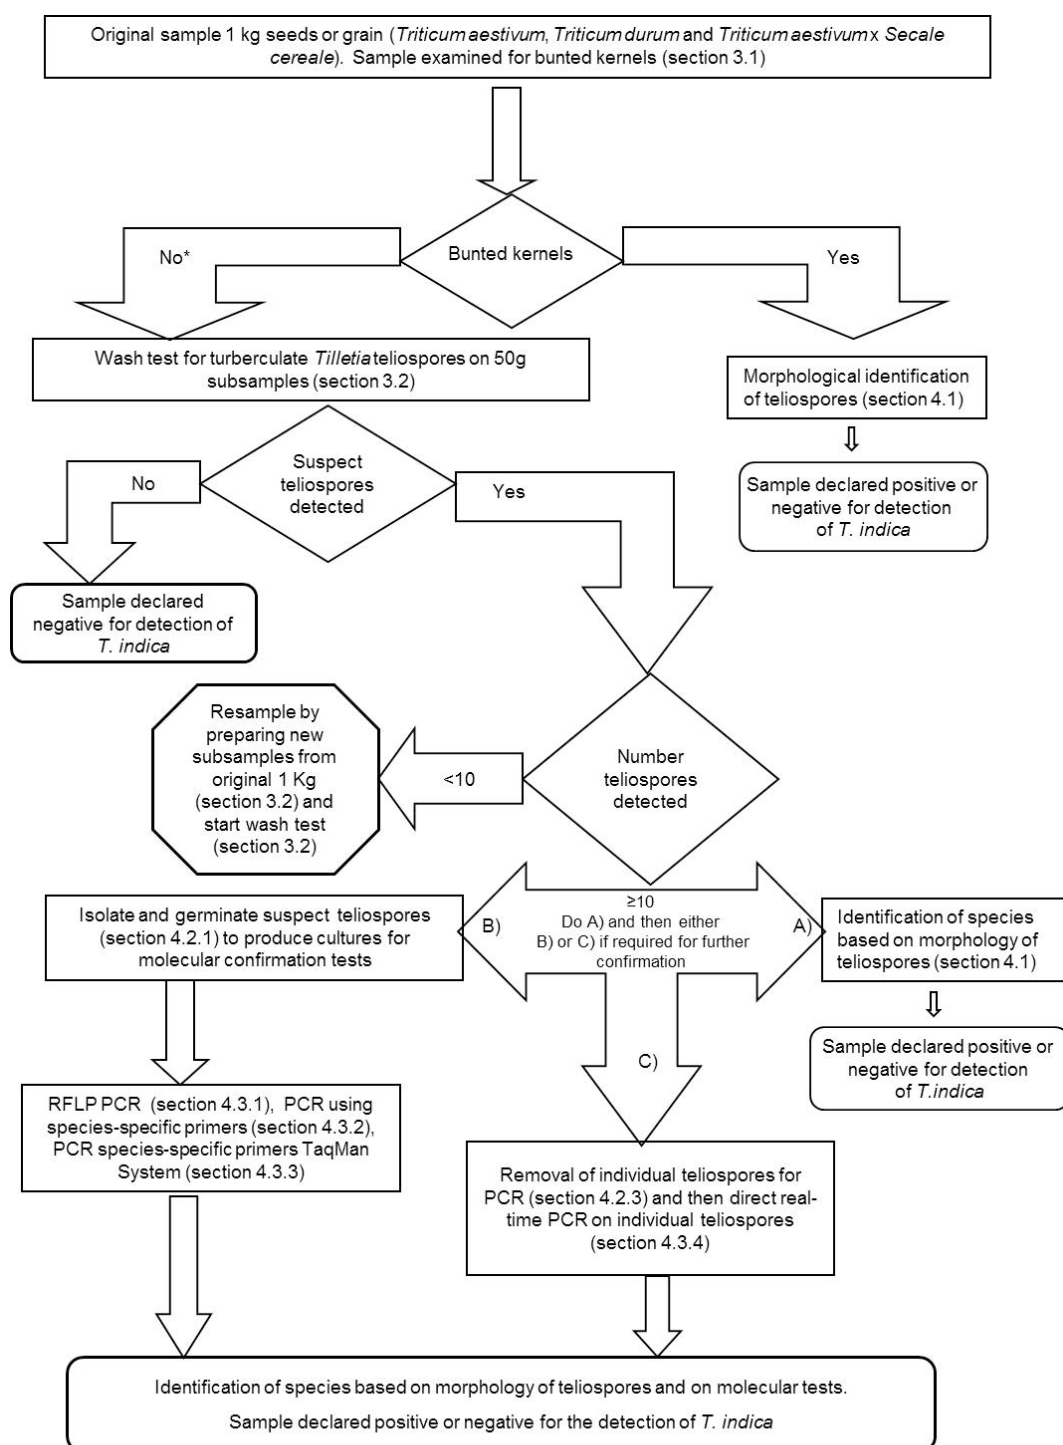 Original sample 1 kg seeds or grain (Triticum aestivum, Triticum durum and Triticum aestivum x Secale
cereale). Sample examined for bunted kernels (section 3.1)
Bunted kernels
No*
Yes
Wash test for turberculate Tilletia teliospores on 50g
subsamples (section 3.2)
Morphological identification
of teliospores (section 4.1)
Sample declared positive or
negative for detection
of T. indica
Suspect
teliospores
detected
No
Yes
Sample declared
negative for detection of
T. indica
Number
teliospores
detected
<10
Resample by
preparing new
subsamples from
original 1 Kg
(section 3.2) and
start wash test
(section 3.2)
≥10
Do A) and then either
B) or C) if required for further
confirmation
A)
B)
C)
Identification of species
based on morphology of
teliospores (section 4.1)
Sample declared positive or
negative for detection
of T.indica
Isolate and germinate suspect teliospores
(section 4.2.1) to produce cultures for
molecular confirmation tests
RFLP PCR (section 4.3.1), PCR using
species-specific primers (section 4.3.2),
PCR species-specific primers TaqMan
System (section 4.3.3)
Removal of individual teliospores for
PCR (section 4.2.3) and then direct real-
time PCR on individual teliospores
(section 4.3.4)
Identification of species based on morphology of teliospores and on molecular tests.
Sample declared positive or negative for the detection of T. indica